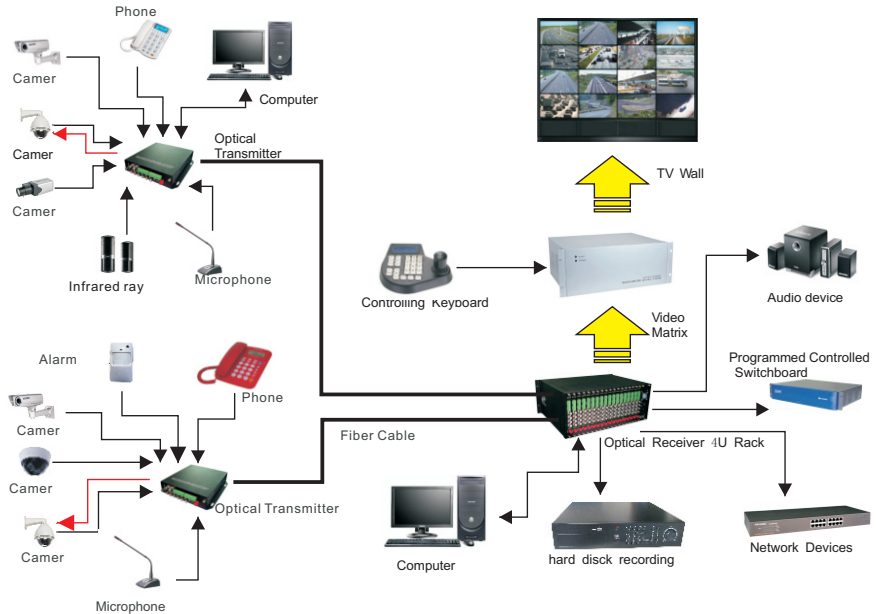 Phone
Camer
Computer
Optical
Transmitter
Camer
TV Wall
Camer
Infrared ray
Microphone
Controlling Keyboard
Audio device
Video
Matrix
Alarm
Programmed Controlled
Switchboard
Phone
Camer
Fiber Cable
Optical Receiver 4U Rack
Camer
Optical Transmitter
Camer
Computer
hard disck recording
Network Devices
Microphone